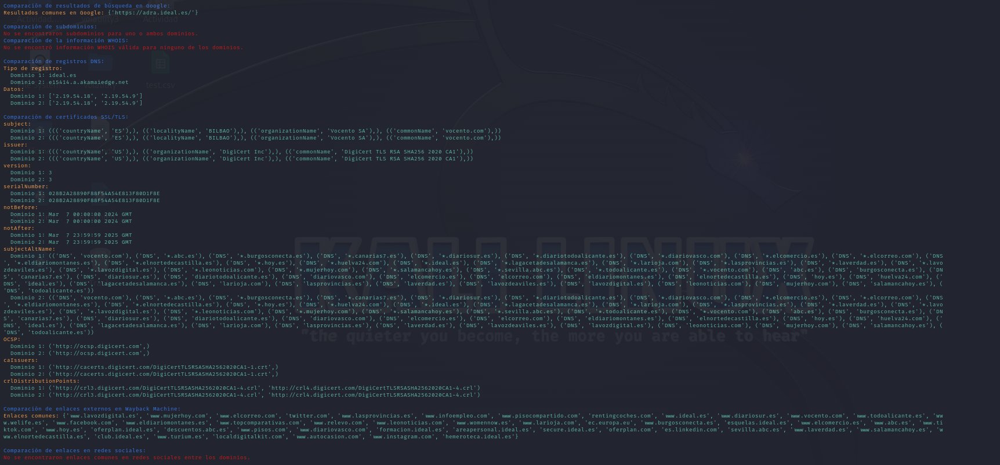 Comparación de resultados de búsqueda en Google:
Resultados comunes en Google: {'https://adra.ideal.es/'}
_Actividad:... volatility3 Actividad
Comparación de subdominios:
No se encontraron subdominios para uno o ambos dominios.
Comparación de la información WHOIS:
No se encontró información WHOIS válida para ninguno de los dominios.
Comparación de registros DNS:
Tipo de registro:
Dominio 1: ideal.es
Dominio 2: e15414.a.akamaiedge.net
test.csv
Datos:
Dominio 1: ['2.19.54.18', '2.19.54.9']
Dominio 2: ['2.19.54.18', '2.19.54.9']
Comparación de certificados SSL/TLS:
subject:
Dominio 1: ((('countryName', 'ES'),), (('localityName', 'BILBAO'),), (('organizationName', 'Vocento SA'),), (('commonName', 'vocento.com'),))
Dominio 2: ((('countryName', 'ES'),), (('localityName', 'BILBAO'),), (('organizationName', 'Vocento SA'),), (('commonName', 'vocento.com'),))
issuer:
Dominio 1: ((('countryName', 'US'),), (('organizationName', 'DigiCert Inc'),), (('commonName', 'DigiCert TLS RSA SHA256 2020 CA1'),))
Dominio 2: ((('countryName', 'US'),), (('organizationName', 'DigiCert Inc'),), (('commonName', 'DigiCert TLS RSA SHA256 2020 CA1'),))
version:
Dominio 1: 3
Dominio 2: 3
serialNumber:
Dominio 1: 028B2A28890F88F54A54E813F80D1F8E
Dominio 2: 028B2A28890F88F54A54E813F80D1F8E
notBefore:
Dominio 1: Mar  7 00:00:00 2024 GMT
Dominio 2: Mar  7 00:00:00 2024 GMT
notAfter:
Dominio 1: Mar  7 23:59:59 2025 GMT
Dominio 2: Mar  7 23:59:59 2025 GMT
subjectAltName:
Dominio 1: (('DNS', 'vocento.com'), ('DNS', '*.abc.es'), ('DNS', '*.burgosconecta.es'), ('DNS', '*.canarias7.es'), ('DNS', '*.diariosur.es'), ('DNS', '*.diariotodoalicante.es'), ('DNS', '*.diariovasco.com'), ('DNS', '*.elcomercio.es'), ('DNS', '*.elcorreo.com'), ('DNS
', '*.eldiariomontanes.es'), ('DNS', '*.elnortedecastilla.es'), ('DNS', '*.hoy.es'), ('DNS', '*.huelva24.com'), ('DNS', '*.ideal.es'), ('DNS', '*.lagacetadesalamanca.es'), ('DNS', '*.larioja.com'), ('DNS', '*.lasprovincias.es'), ('DNS', '*.laverdad.es'), ('DNS', '*.lavo
zdeaviles.es'), ('DNS', '*.lavozdigital.es'), ('DNS', '*.leonoticias.com'), ('DNS', '*.mujerhoy.com'), ('DNS', '*.salamancahoy.es'), ('DNS', '*.sevilla.abc.es'), ('DNS', '*.todoalicante.es'), ('DNS', '*.vocento.com'), ('DNS', 'abc.es'), ('DNS', 'burgosconecta.es'), ('DN
S', 'canarias7.es'), ('DNS', 'diariosur.es'), ('DNS', 'diariotodoalicante.es'), ('DNS', 'diariovasco.com'), ('DNS', 'elcomercio.es'), ('DNS', 'elcorreo.com'), ('DNS', 'eldiariomontanes.es'), ('DNS', 'elnortedecastilla.es'), ('DNS', 'hoy.es'), ('DNS', 'huelva24.com'), ('
DNS', 'ideal.es'), ('DNS', 'lagacetadesalamanca.es'), ('DNS', 'larioja.com'), ('DNS', 'lasprovincias.es'), ('DNS', 'laverdad.es'), ('DNS', 'lavozdeaviles.es'), ('DNS', 'lavozdigital.es'), ('DNS', 'leonoticias.com'), ('DNS', 'mujerhoy.com'), ('DNS', 'salamancahoy.es'), (
'DNS', 'todoalicante.es'))
Dominio 2: (('DNS', 'vocento.com'), ('DNS', '*.abc.es'), ('DNS', '*.burgosconecta.es'), ('DNS', '*.canarias7.es'), ('DNS', '*.diariosur.es'), ('DNS', '*.diariotodoalicante.es'), ('DNS', '*.diariovasco.com'), ('DNS', '*.elcomercio.es'), ('DNS', '*.elcorreo.com'), ('DNS
', '*.eldiariomontanes.es'), ('DNS', '*.elnortedecastilla.es'), ('DNS', '*.hoy.es'), ('DNS', '*.huelva24.com'), ('DNS', '*.ideal.es'), ('DNS', '*.lagacetadesalamanca.es'), ('DNS', '*.larioja.com'), ('DNS', '*.lasprovincias.es'), ('DNS', '*.laverdad.es'), ('DNS', '*.lavo
zdeaviles.es'), ('DNS', '*.lavozdigital.es'), ('DNS', '*.leonoticias.com'), ('DNS', '*.mujerhoy.com'), ('DNS', '*.salamancahoy.es'), ('DNS', '*.sevilla.abc.es'), ('DNS', '*.todoalicante.es'), ('DNS', '*.vocento.com'), ('DNS', 'abc.es'), ('DNS', 'burgosconecta.es'), ('DN
S', 'canarias7.es'), ('DNS', 'diariosur.es'), ('DNS', 'diariotodoalicante.es'), ('DNS', 'diariovasco.com'), ('DNS', 'elcomercio.es'), ('DNS', 'elcorreo.com'), ('DNS', 'eldiariomontanes.es'), ('DNS', 'elnortedecastilla.es'), ('DNS', 'hoy.es'), ('DNS', 'huelva24.com'), ('
DNS', 'ideal.es'), ('DNS', 'lagacetadesalamanca.es'), ('DNS', 'larioja.com'), ('DNS', 'lasprovincias.es'), ('DNS', 'laverdad.es'), ('DNS', 'lavozdeaviles.es'), ('DNS', 'lavozdigital.es'), ('DNS', 'leonoticias.com'), ('DNS', 'mujerhoy.com'), ('DNS', 'salamancahoy.es'), (
'DNS', 'todoalicante.es'))
KALI LINUX
"the quieter you become, the more you are able to hear"
OCSP:
Dominio 1: ('http://ocsp.digicert.com',)
Dominio 2: ('http://ocsp.digicert.com',)
caIssuers:
Dominio 1: ('http://cacerts.digicert.com/DigiCertTLSRSASHA2562020CA1-1.crt',)
Dominio 2: ('http://cacerts.digicert.com/DigiCertTLSRSASHA2562020CA1-1.crt',)
crlDistributionPoints:
Dominio 1: ('http://crl3.digicert.com/DigiCertTLSRSASHA2562020CA1-4.crl', 'http://crl4.digicert.com/DigiCertTLSRSASHA2562020CA1-4.crl')
Dominio 2: ('http://crl3.digicert.com/DigiCertTLSRSASHA2562020CA1-4.crl', 'http://crl4.digicert.com/DigiCertTLSRSASHA2562020CA1-4.crl')
Comparación de enlaces externos en Wayback Machine:
Enlaces comunes: {'www.lavozdigital.es', 'www.mujerhoy.com', 'www.elcorreo.com', 'twitter.com', 'www.lasprovincias.es', 'www.infoempleo.com', 'www.pisocompartido.com', 'rentingcoches.com', 'www.ideal.es', 'www.diariosur.es', 'www.vocento.com', 'www.todoalicante.es', 'ww
w.welife.es', 'www.facebook.com', 'www.eldiariomontanes.es', 'www.topcomparativas.com', 'www.relevo.com', 'www.leonoticias.com', 'www.womennow.es', 'www.larioja.com', 'ec.europa.eu', 'www.burgosconecta.es', 'esquelas.ideal.es', 'www.elcomercio.es', 'www.abc.es', 'www.ti
ktok.com', 'www.hoy.es', 'oferplan.ideal.es', 'descuentos.abc.es', 'www.pisos.com', 'www.diariovasco.com', 'formacion.ideal.es', 'areapersonal.ideal.es', 'secure.ideal.es', 'oferplan.com', 'es.linkedin.com', 'sevilla.abc.es', 'www.laverdad.es', 'www.salamancahoy.es', 'w
ww.elnortedecastilla.es', 'club.ideal.es', 'www.turium.es', 'localdigitalkit.com', 'www.autocasion.com', 'www.instagram.com', 'hemeroteca.ideal.es'}
Comparación de enlaces en redes sociales:
No se encontraron enlaces comunes en redes sociales entre los dominios.